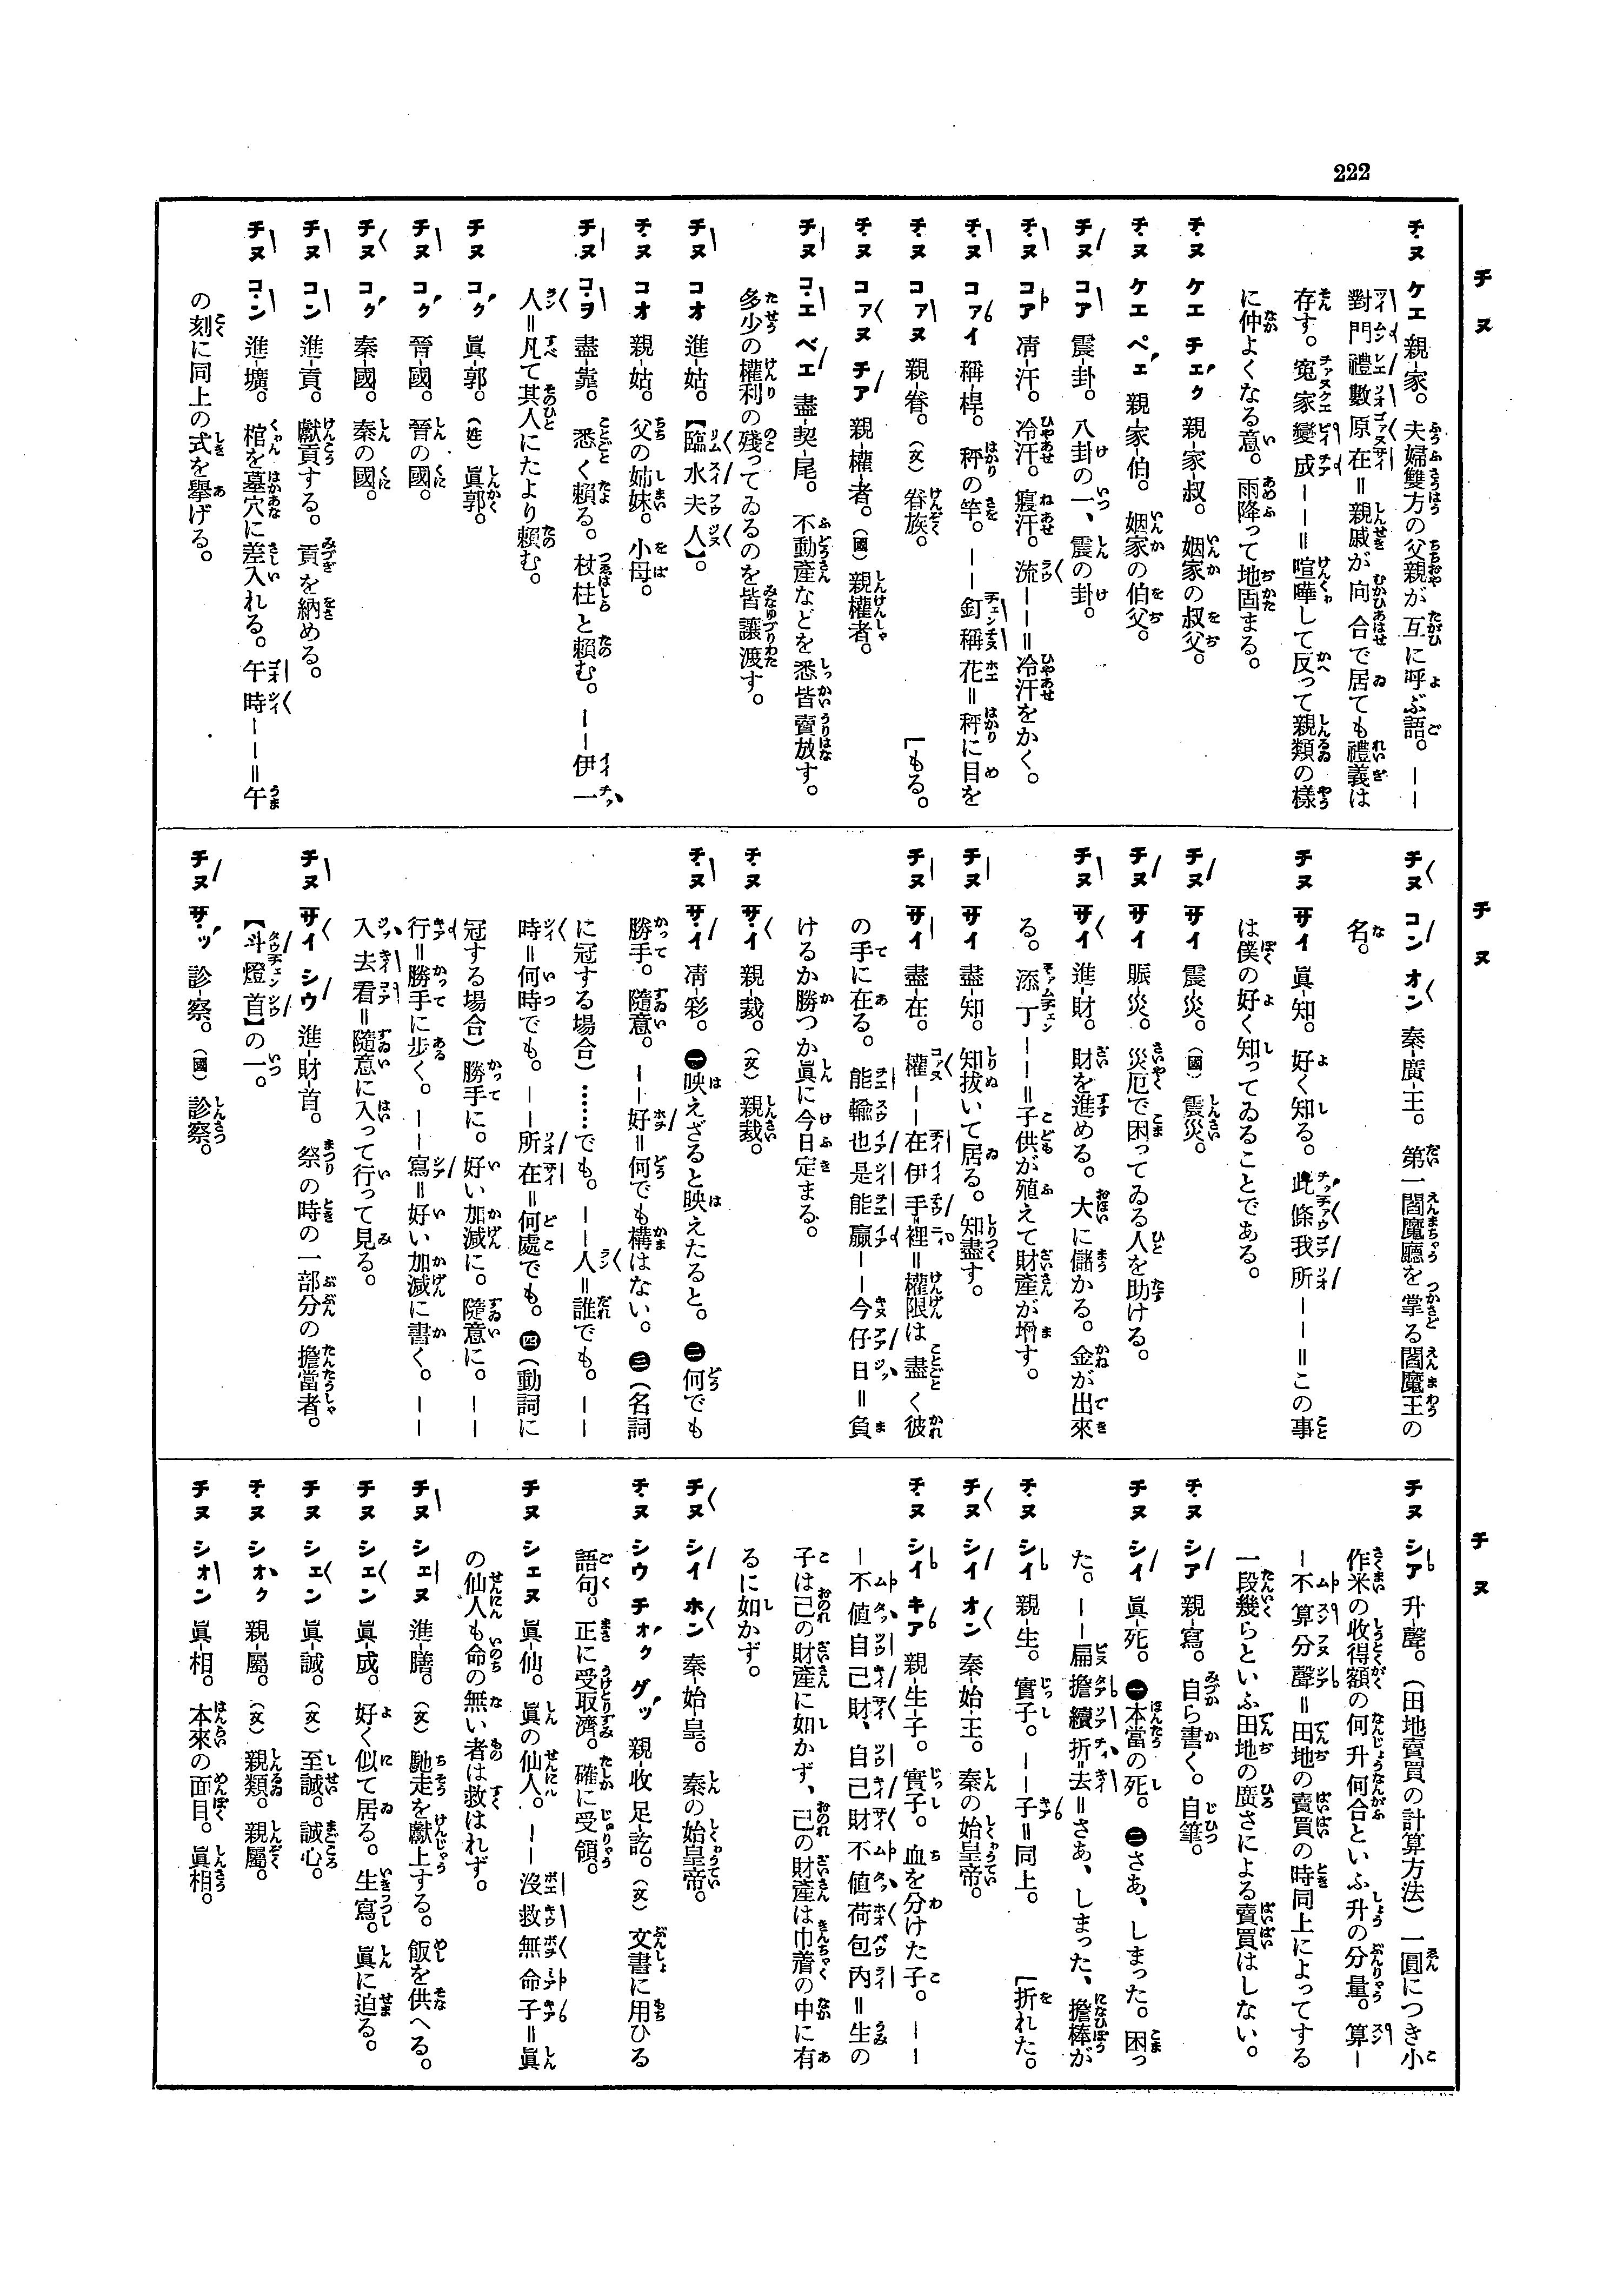 222
チヌ
チヌ
チヌ
チヌ ケエ 親-家。 夫婦雙方の父親が互に呼ぶ語。――
對門禮數原在=親戚が向合で居ても禮義は
存す。寃家變成――=喧嘩して反って親類の樣
に仲よくなる意。雨降って地固まる。
チヌ ケエ チェク 親-家-叔。 姻家の叔父。
チヌ ケエ ペェ 親-家-伯。 姻家の伯父。
チヌ コア 震-卦。 八卦の一、震の卦。
チヌ コア 凊-汗。 冷汗。寢汗。流――=冷汗をかく。
チヌ コァイ 稱-桿。 秤の竿。――釘稱花=秤に目を
[もる。
チヌ コァヌ 親-眷。(文) 眷族。
チヌ コァヌ チア 親-權-者。(國) 親權者。
チヌ コエ ベエ 盡-契-尾。 不動產などを悉皆賣放す。
多少の權利の殘ってゐるのを皆讓渡す。
チヌ コオ 進-姑。【臨水夫人】。
チヌ コオ 親-姑。 父の姉妹。小母。
チヌ コヲ 盡-靠。 悉く賴る。杖柱と賴む。――伊一
人=凡て其人にたより賴む。
チヌ コク 眞-郭。(姓) 眞郭。
チヌ コク 晉-國。 晉の國。
チヌ コク 秦-國。 秦の國。
チヌ コン 進-貢。 獻貢する。貢を納める。
チヌ コン 進-壙。 棺を墓穴に差入れる。午時――=午
の刻に同上の式を擧げる。
チヌ コン オン 秦-廣-王。 第一閻魔廳を掌る閻魔王の
名。
チヌ サイ 眞-知。 好く知る。此條我所――=この事
は僕の好く知ってゐることである。
チヌ サイ 震-災。(國) 震災。
チヌ サイ 賑-災。 災厄で困ってゐる人を助ける。
チヌ サイ 進-財。 財を進める。大に儲かる。金が出來
る。添丁――=子供が殖えて財產が增す。
チヌ サイ 盡-知。 知拔いて居る。知盡す。
チヌ サイ 盡-在。 權――在伊手裡=權限は盡く彼
の手に在る。能輸也是能贏――今仔日=負
けるか勝つか眞に今日定まる。
チヌ サイ 親-裁。(文) 親裁。
チヌ サイ 凊-彩。 ㊀映えざると映えたると。㊁何でも
勝手。隨意。――好=何でも構はない。㊂(名詞
に冠する場合)……でも。――人=誰でも。――
時=何時でも。――所在=何處でも。㊃(動詞に
冠する場合)勝手に。好い加減に。隨意に。――
行=勝手に步く。――寫=好い加減に書く。――
入去看=隨意に入って行って見る。
チヌ サイ シウ 進-財-首。 祭の時の一部分の擔當者。
【斗燈首】の一。
チヌ サッ 診-察。(國) 診察。
チヌ シア 升-聲。(田地賣買の計算方法)一圓につき小
作米の收得額の何升何合といふ升の分量。算―
―不算分聲=田地の賣買の時同上によってする
一段幾らといふ田地の廣さによる賣買はしない。
チヌ シア 親-寫。 自ら書く。自筆。
チヌ シイ 眞-死。 ㊀本當の死。㊁さあ、しまった。困っ
た。――扁擔續折去=さあ、しまった、擔棒が
[折れた。
チヌ シイ 親-生。 實子。――子=同上。
チヌ シイ オン 秦-始-王。 秦の始皇帝。
チヌ シイ キア 親-生-子。 實子。血を分けた子。――
―不値自己財、自己財不値荷包內=生の
子は己の財產に如かず、己の財產は巾着の中に有
るに如かず。
チヌ シイ ホン 秦-始-皇。 秦の始皇帝。
チヌ シウ チォク グッ 親收足-訖。(文) 文書に用ひる
語句。正に受取濟。確に受領。
チヌ シェヌ 眞-仙。 眞の仙人。――沒救無命子=眞
の仙人も命の無い者は救はれず。
チヌ シェヌ 進-膳。(文) 馳走を獻上する。飯を供へる。
チヌ シェン 眞-成。 好く似て居る。生寫。眞に迫る。
チヌ シェン 眞-誠。(文) 至誠。誠心。
チヌ シォク 親-屬。(文) 親類。親屬。
チヌ シォン 眞-相。 本來の面目。眞相。